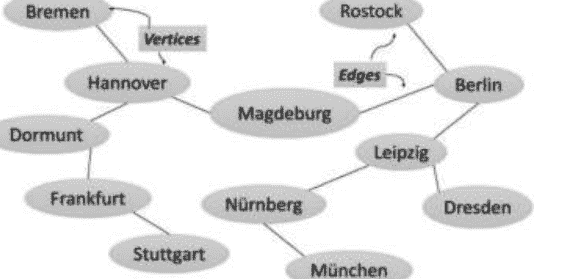 Bremen
Rostock
Vertices
Edges
Hannover
Berlin
Magdeburg
Dormunt
Leipzig
Frankfurt
Nürnberg
Dresden
Stuttgart
München